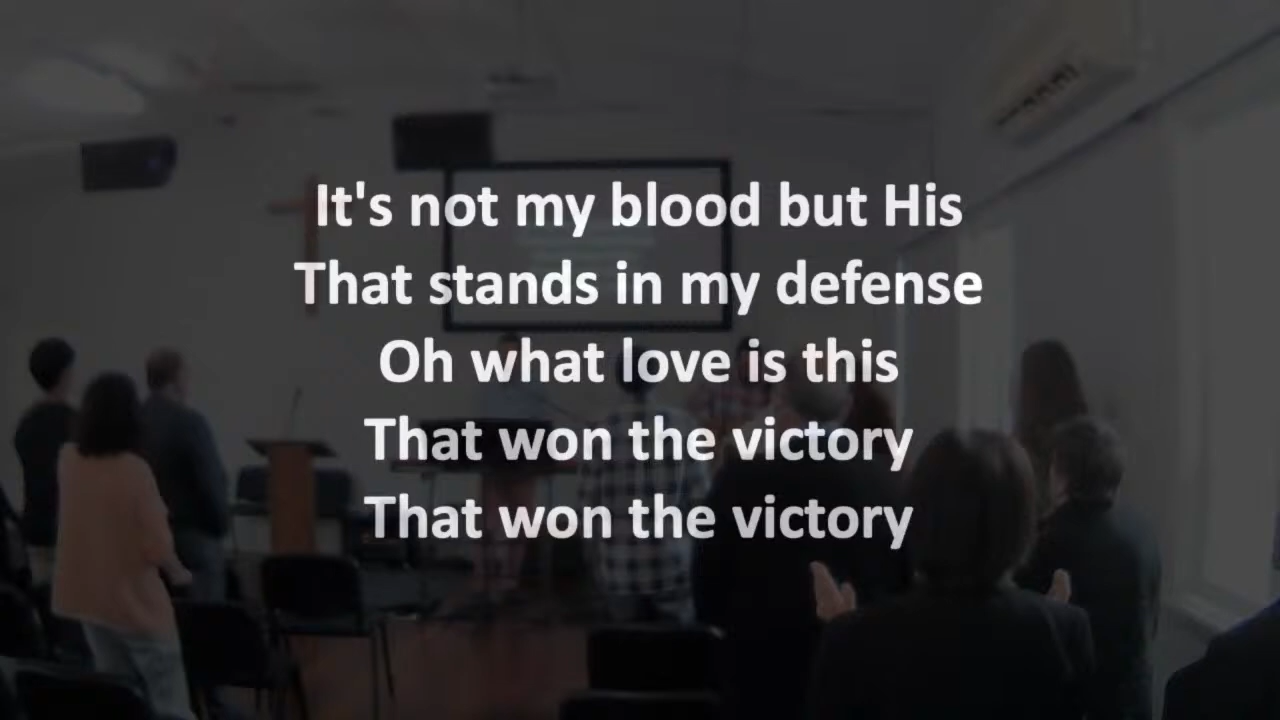 It's not my blood but His
That stands in my defense
Oh what love is this
That won the victory
That won the victory